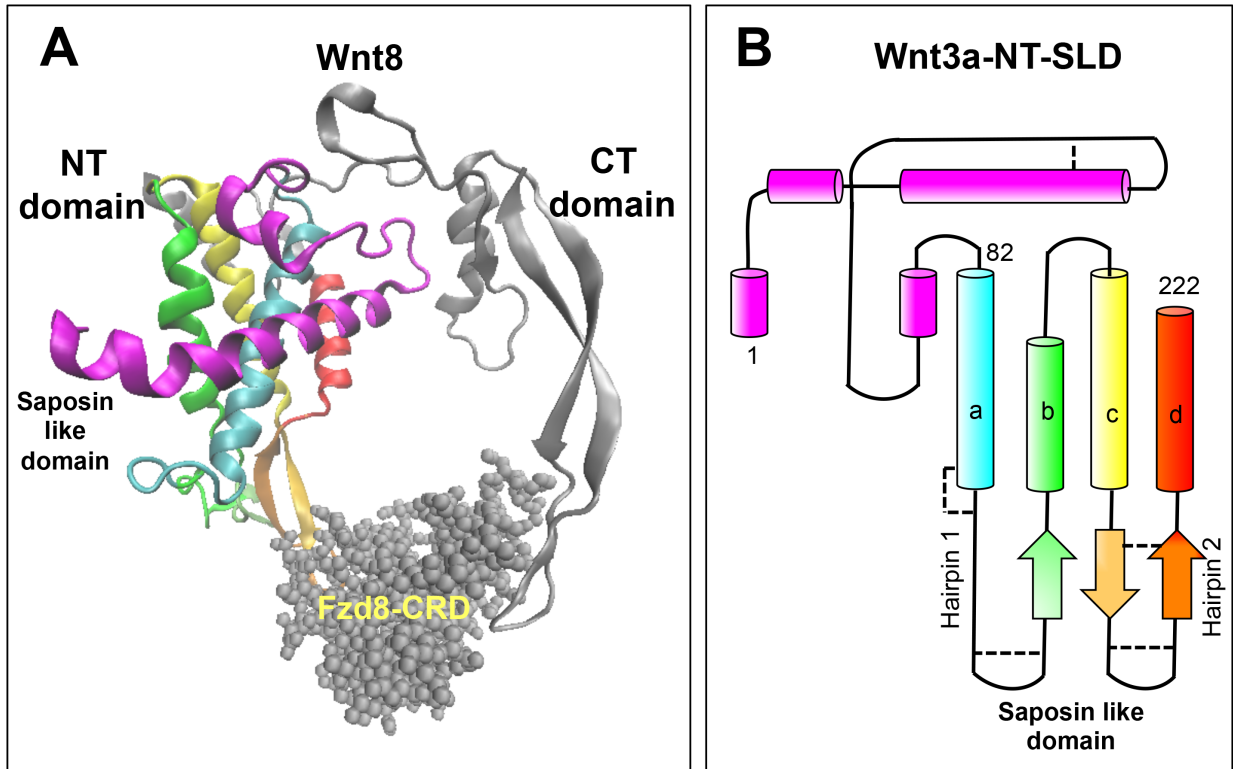 A
Wnt8
NT
domain
CT
domain
Saposin
like
domain
Fzd8-CRD
B
Wnt3a-NT-SLD
1
82
222
a
b
c
d
Hairpin 1
Hairpin 2
Saposin like
domain